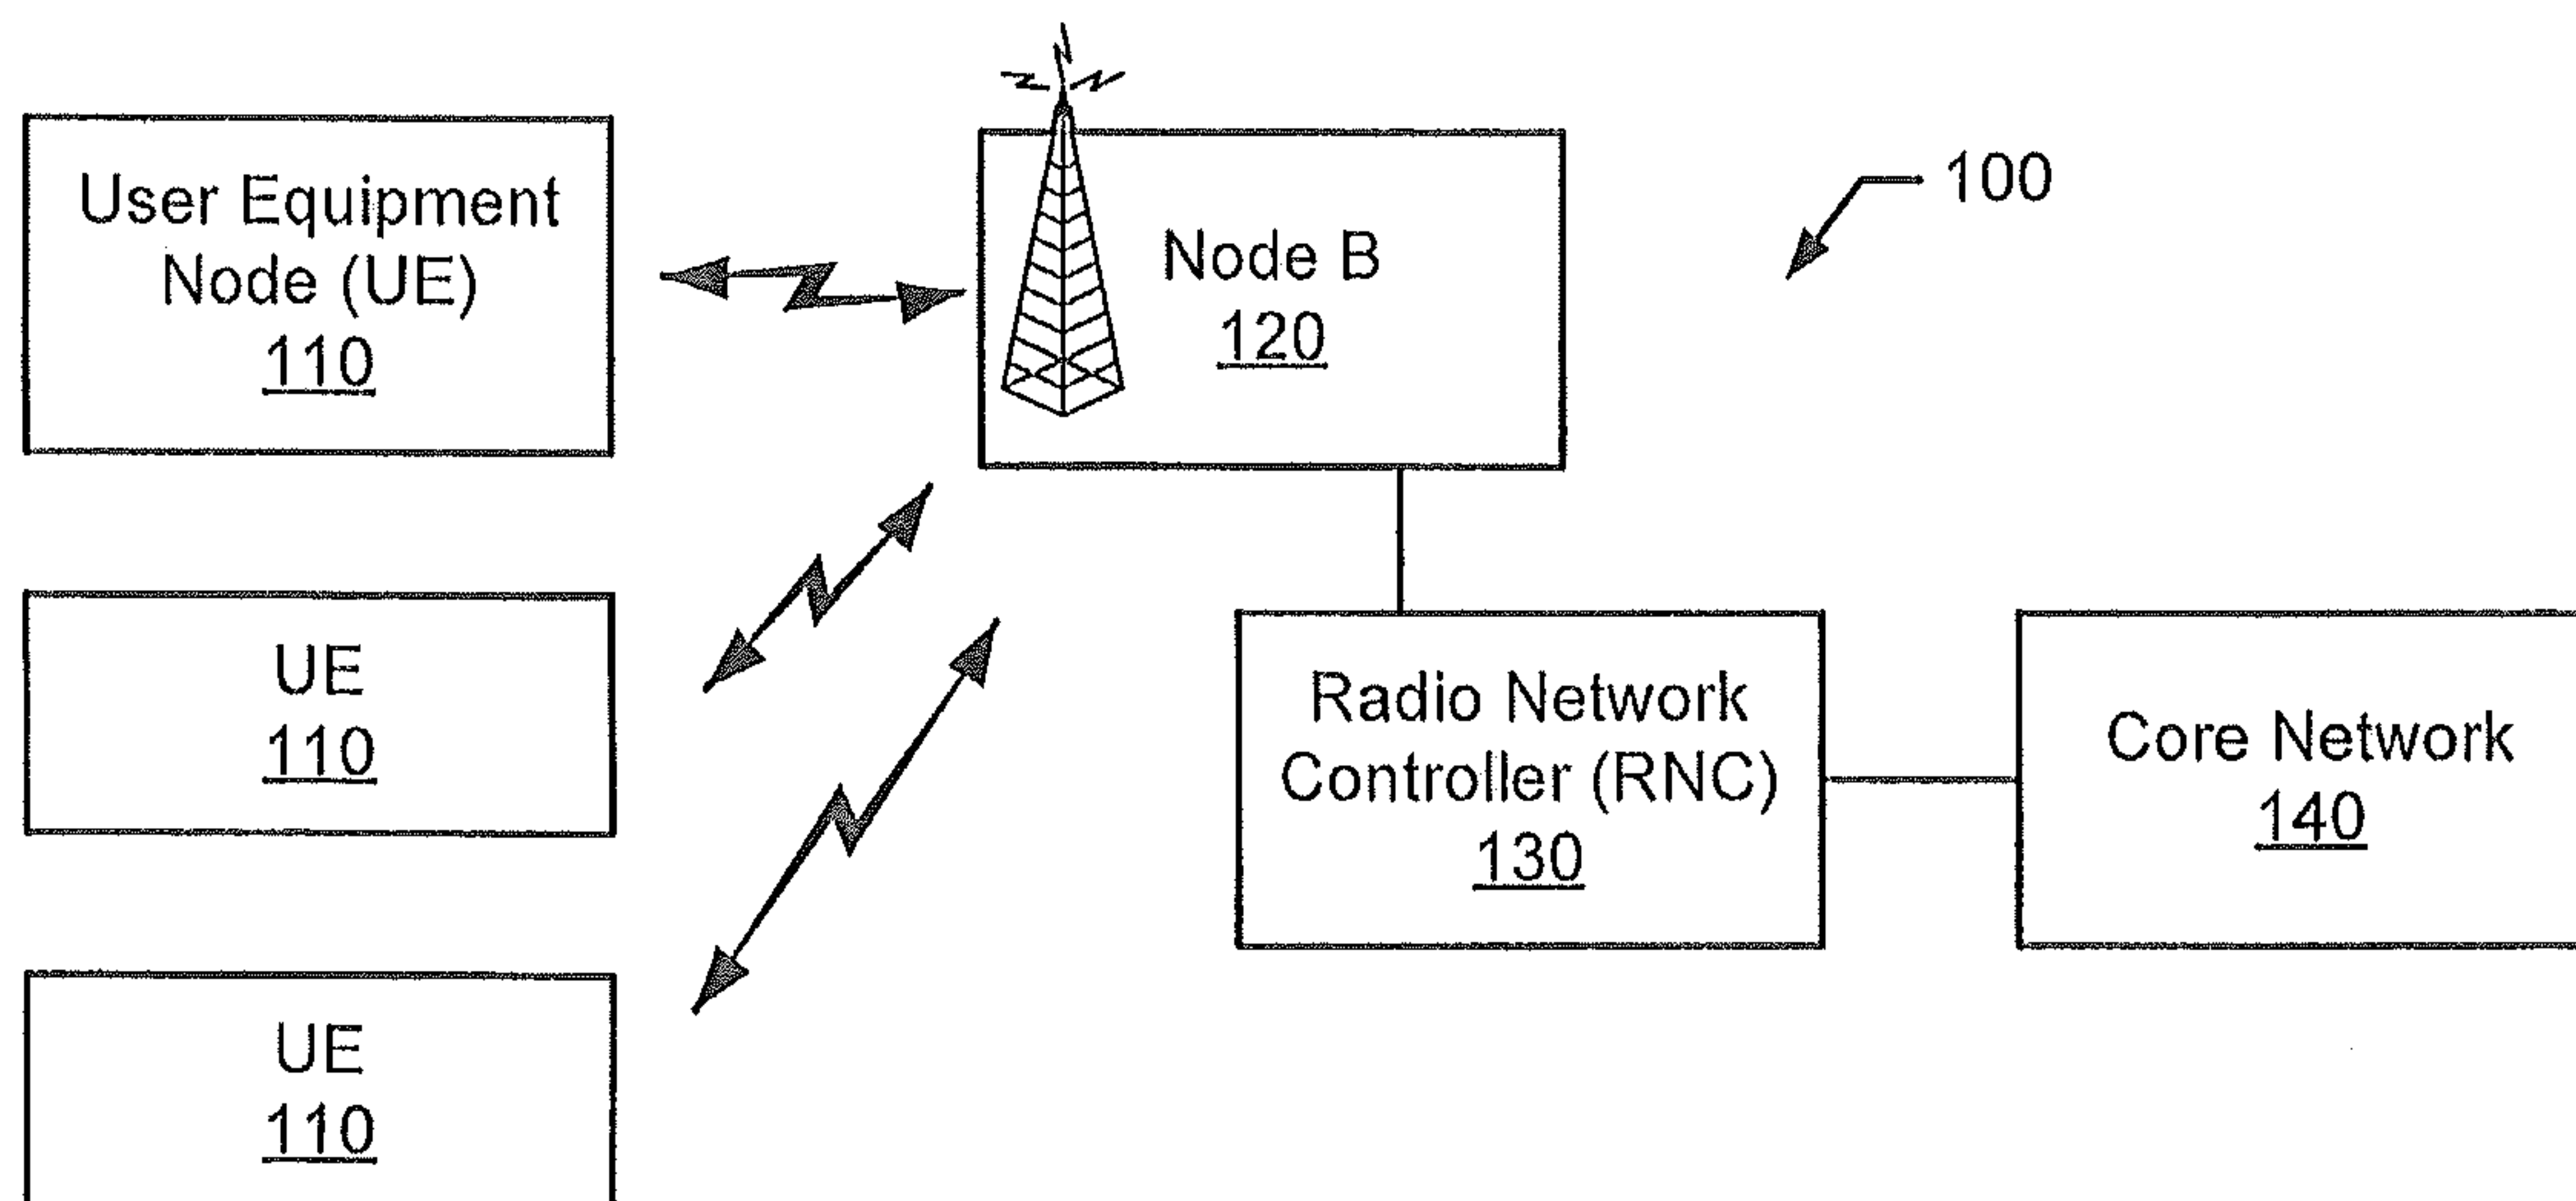 User Equipment
Node (UE)
110
Node B
120
100
UE
110
Radio Network
Controller (RNC)
130
Core Network
140
UE
110